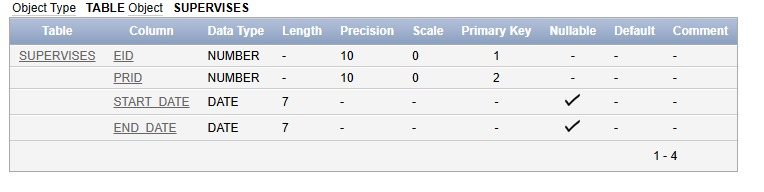 Object Type TABLE Object SUPERVISES
Table Column Data Type Length Precision Scale Primary Key Nullable Default Comment
SUPERVISES EID NUMBER - 10 0 1 - - -
PRID NUMBER - 10 0 2 - - -
START_DATE DATE 7 - - - ✓ - -
END_DATE DATE 7 - - - ✓ - -
1 - 4